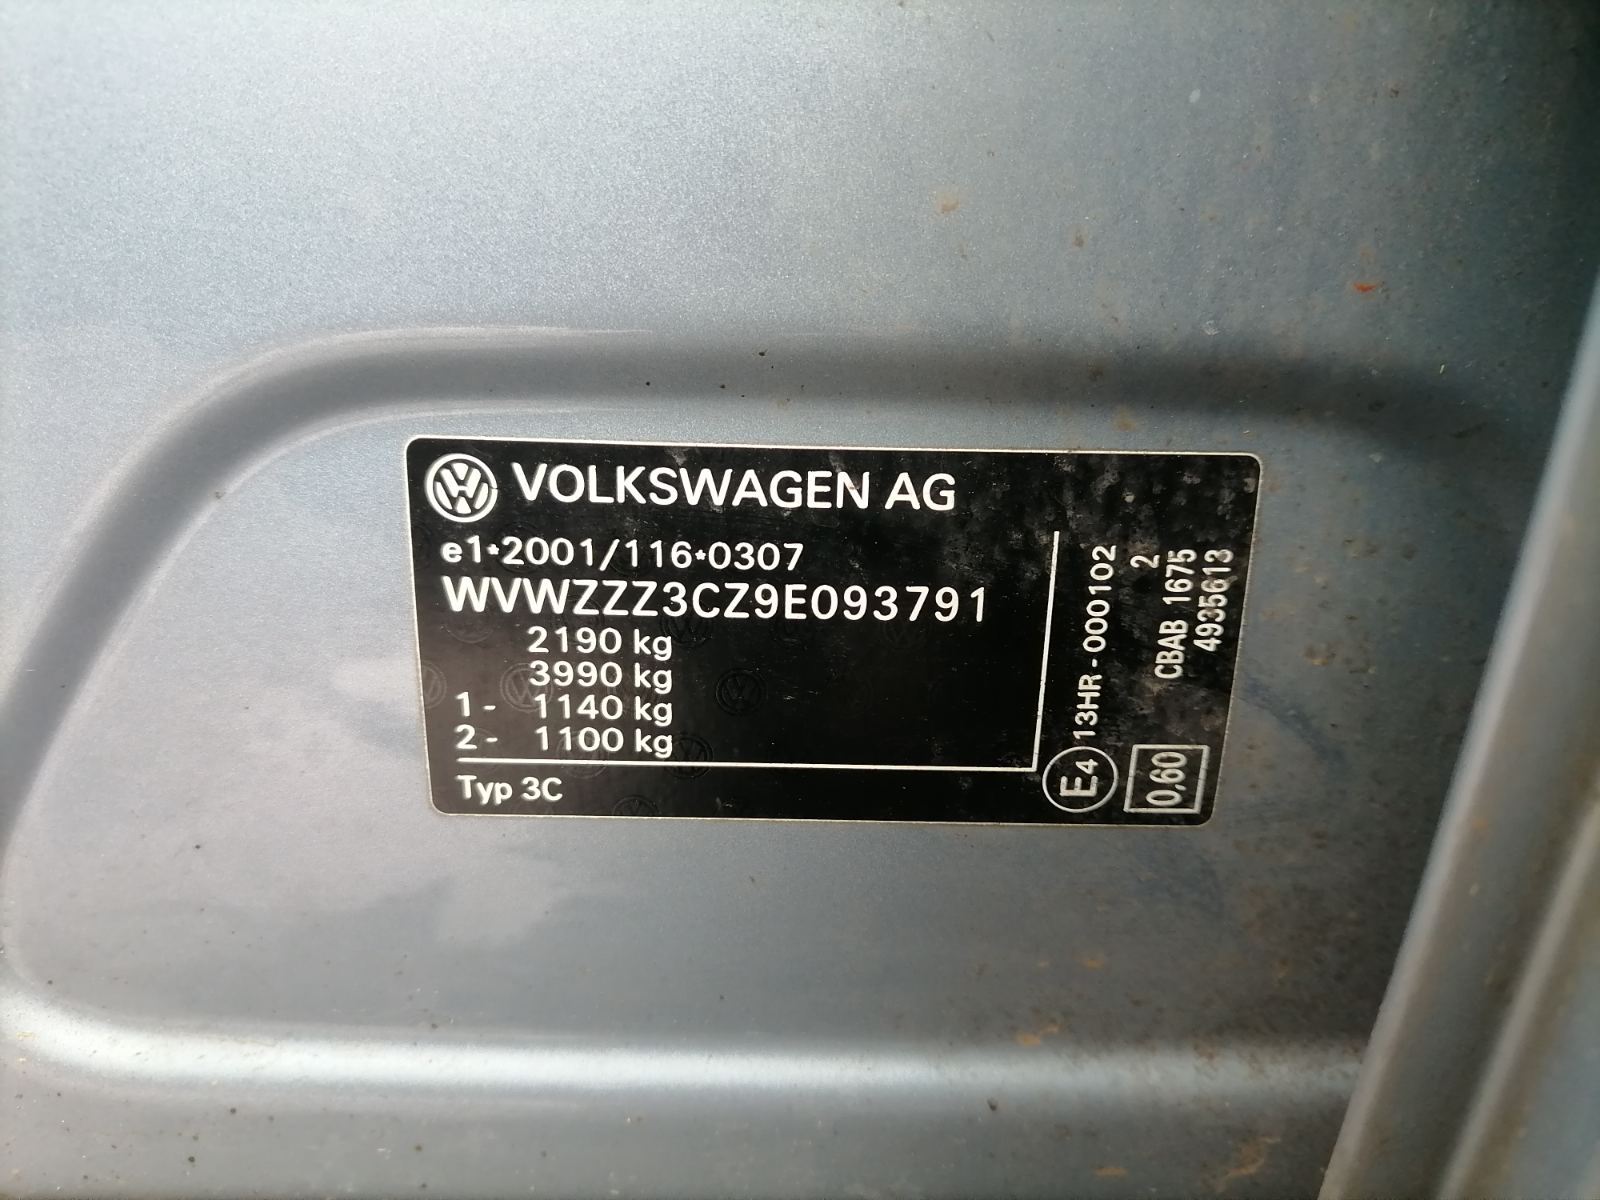 VOLKSWAGEN AG
e1*2001/116*0307
WVWZZZ3CZ9E093791
2190 kg
3990 kg
1- 1140 kg
2- 1100 kg
Typ 3C
E4 13HR-000102
2
CBAB 1675
4935613
0,60